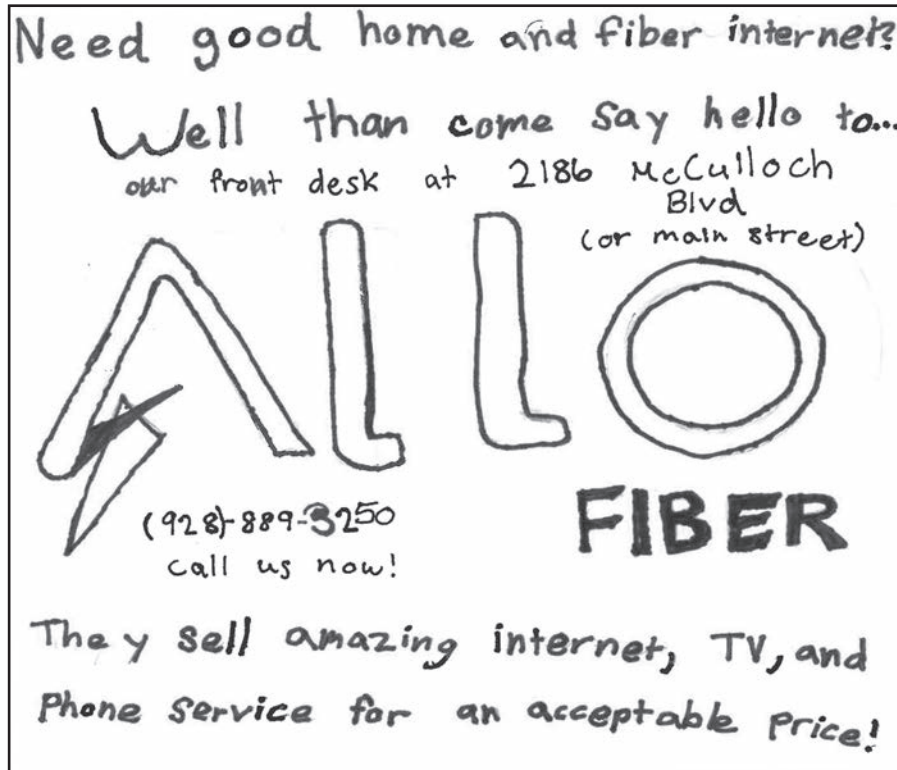 Need good home and fiber internet?
Well than come say hello to...
our front desk at 2186 McCulloch
Blvd
(or main street)
ALLO
FIBER
(928)-889-3250
call us now!
They sell amazing internet, TV, and
Phone service for an acceptable price!